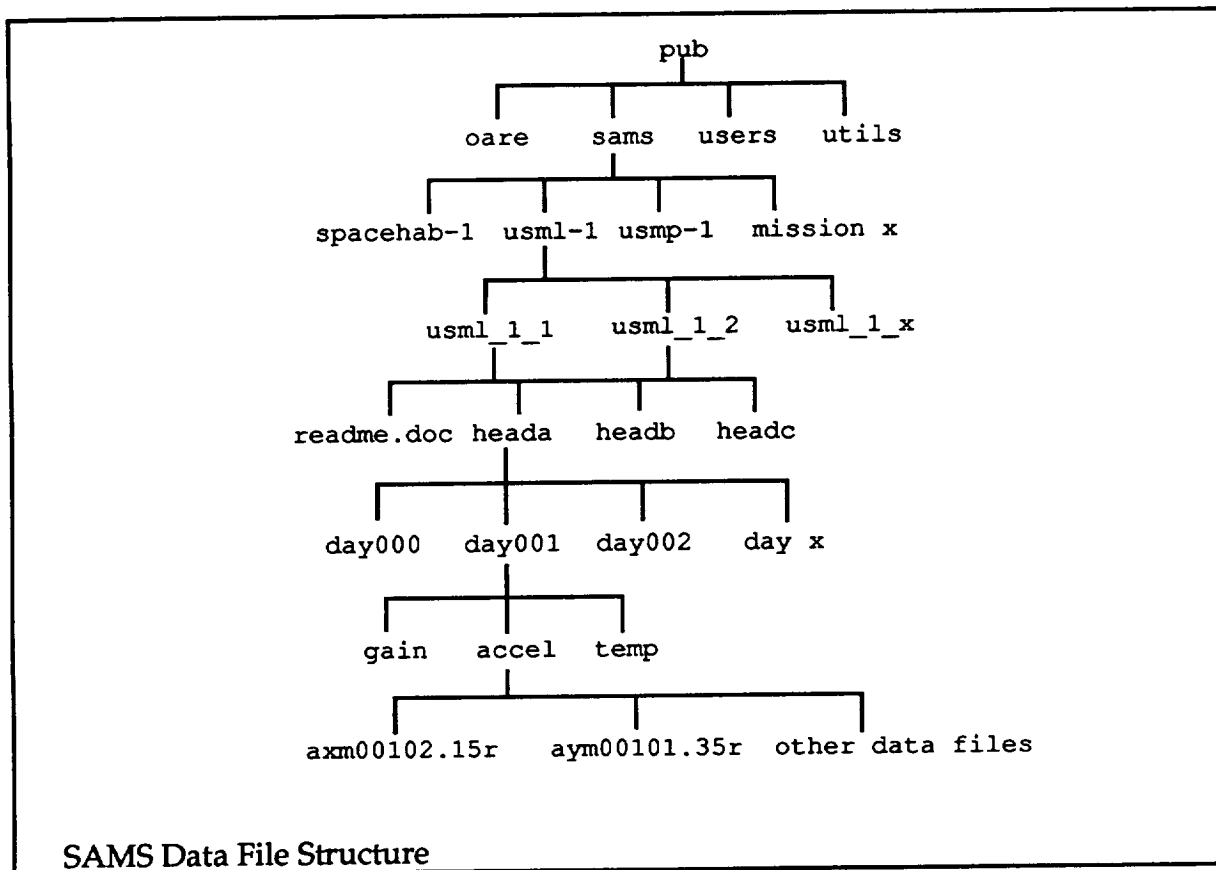 pub
oare sams users utils
spacehab-1 usml-1 usmp-1 mission x
usml_1_1 usml_1_2 usml_1_x
readme.doc heada headb headc
day000 day001 day002 day x
gain accel temp
axm00102.15r aym00101.35r other data files
SAMS Data File Structure